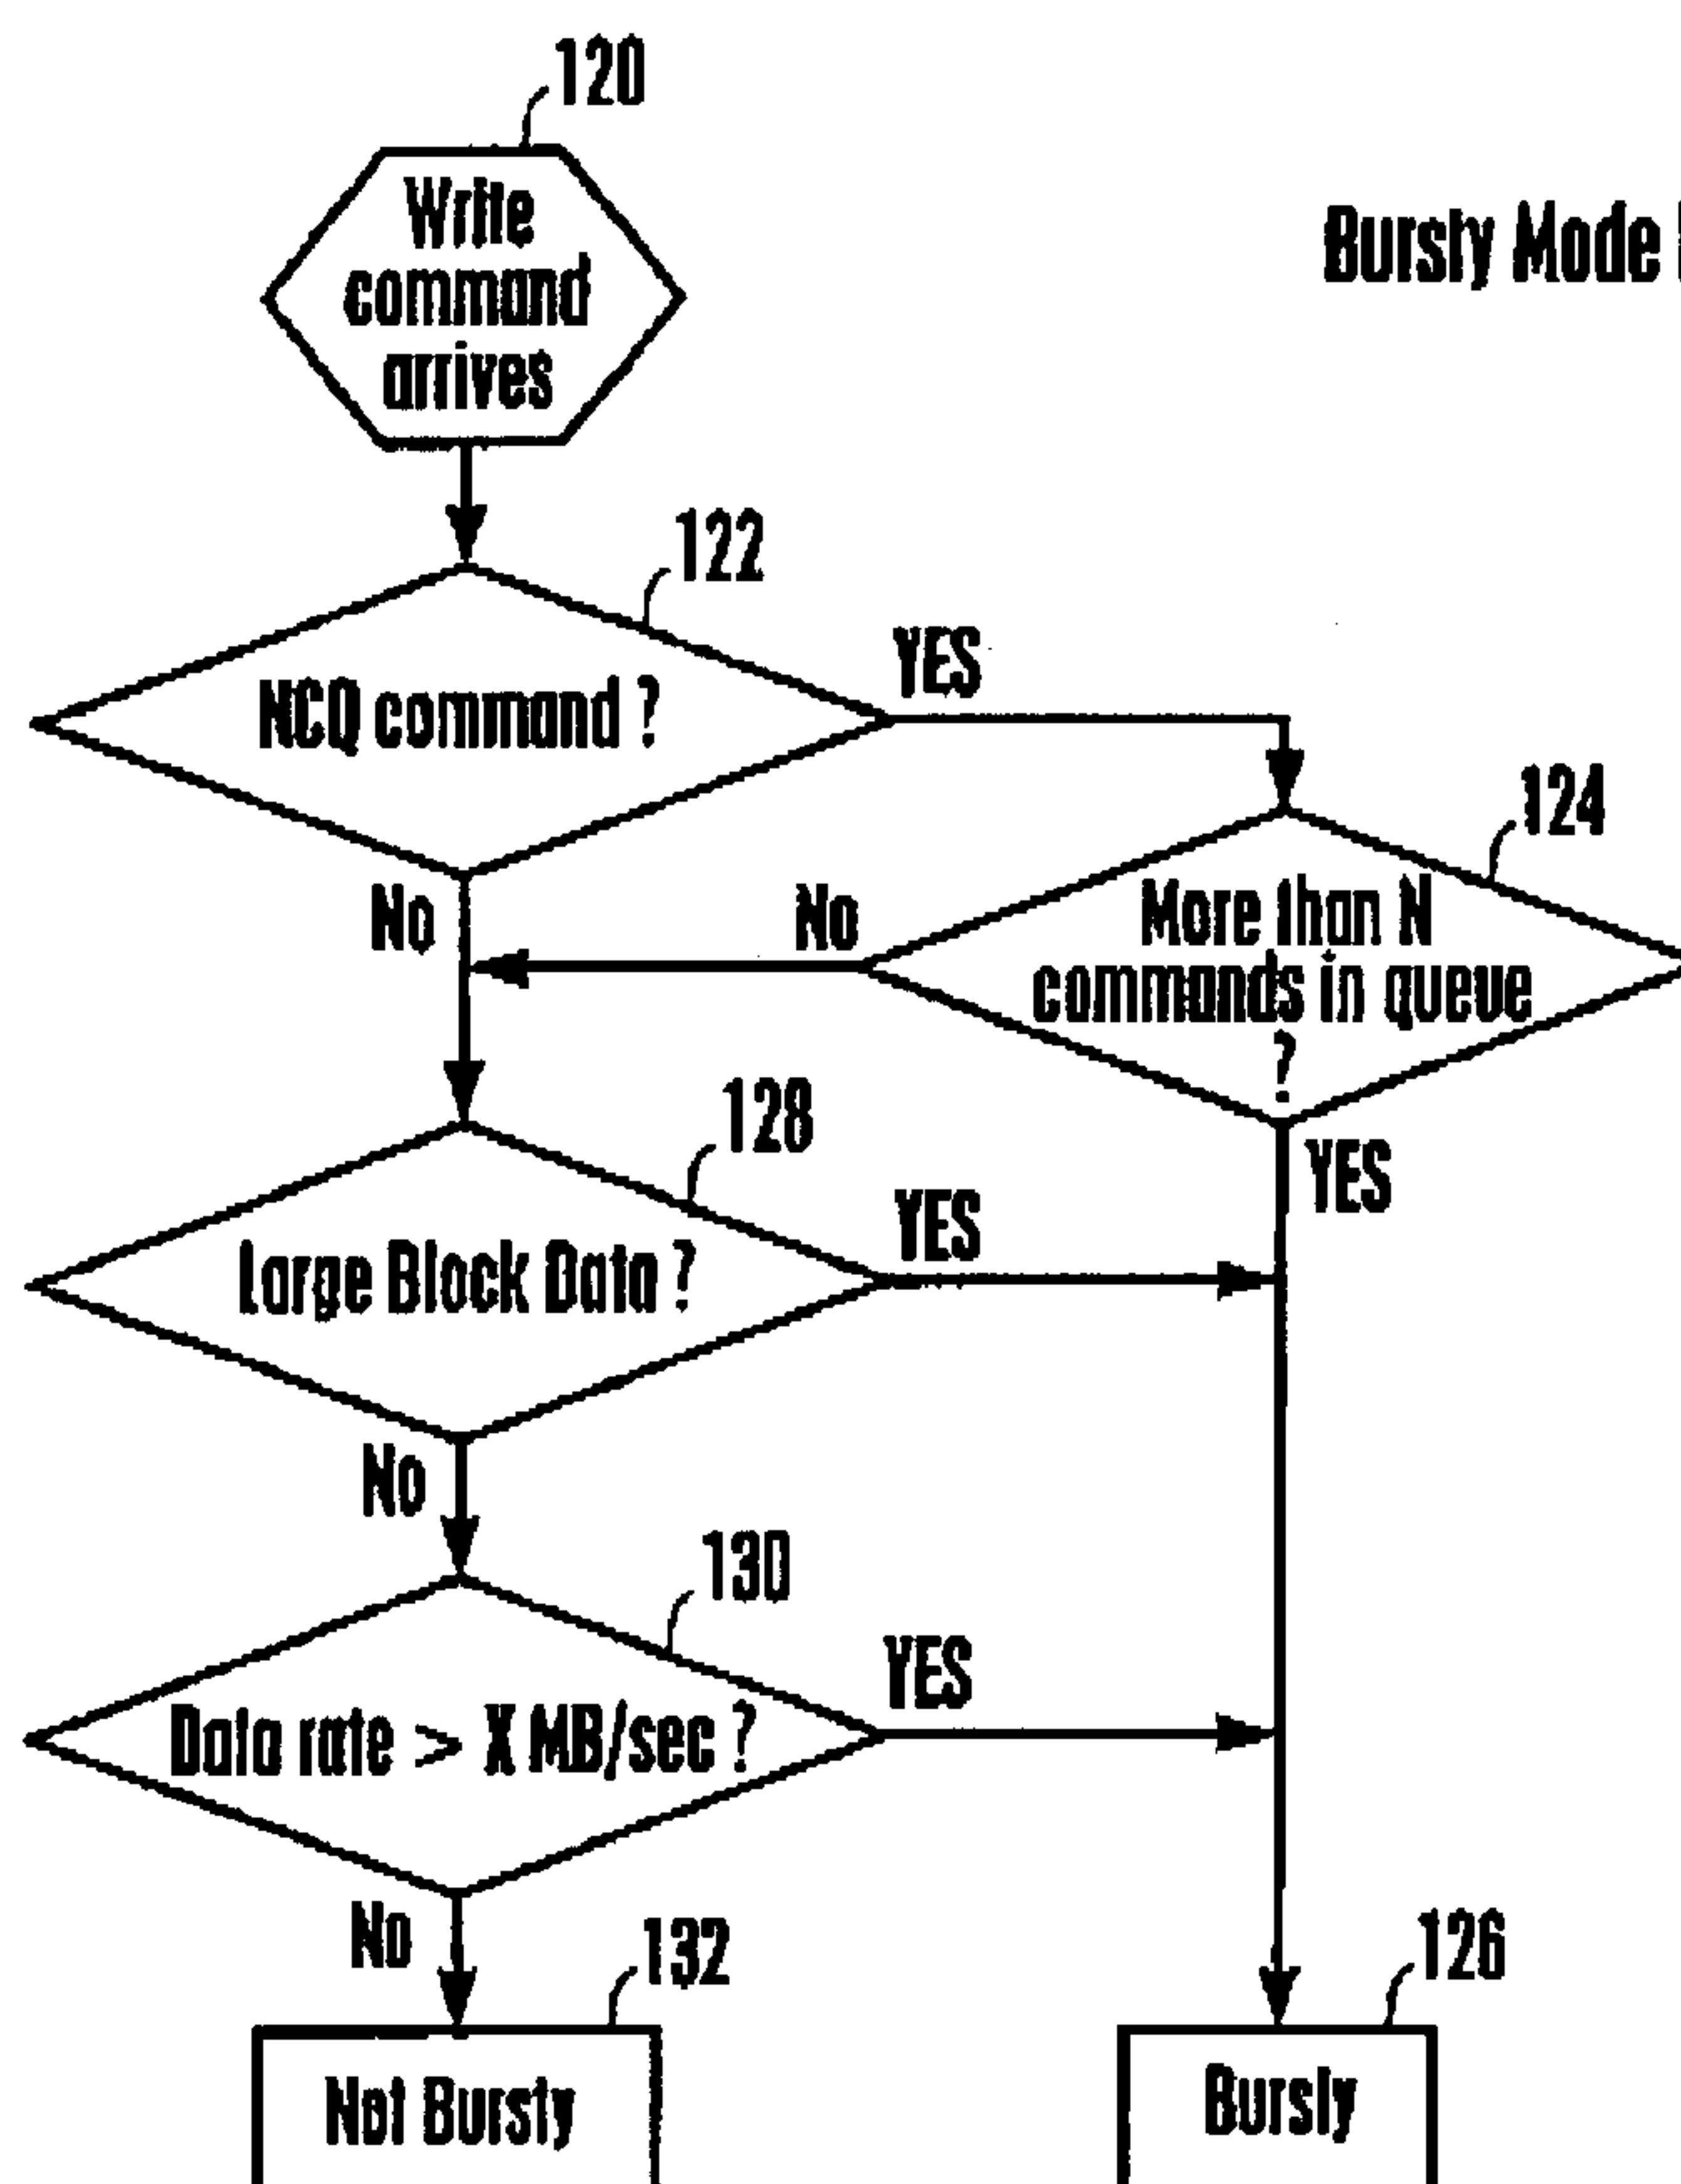 120
Write
command
arrives
Bursty Mode
122
NCQ command ?
YES
124
More than N
commands in queue
?
No
No
YES
128
Large Block Data ?
YES
No
130
Data rate > X MB/sec ?
YES
No
132
Not Bursty
126
Bursty